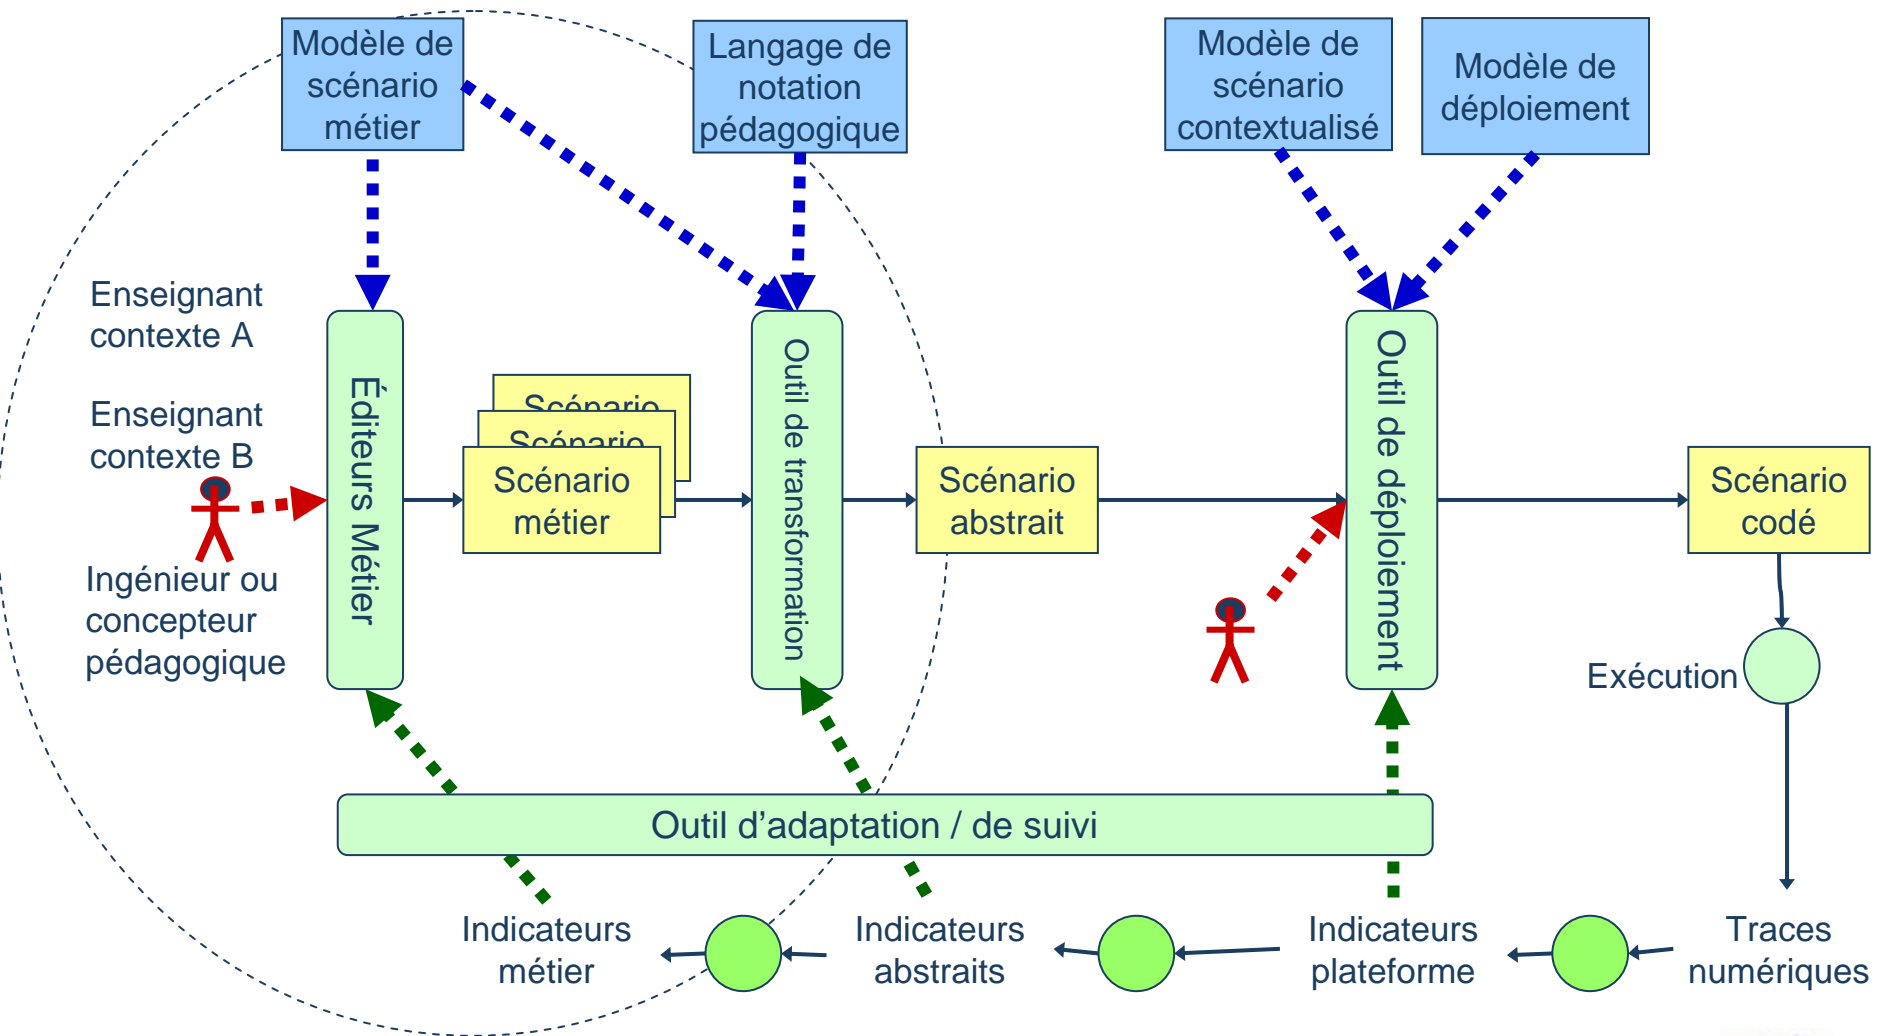 Modèle de
scénario
métier
Langage de
notation
pédagogique
Modèle de
scénario
contextualisé
Modèle de
déploiement
Enseignant
contexte A
Enseignant
contexte B
Ingénieur ou
concepteur
pédagogique
Éditeurs Métier
Scénario
Scénario
Scénario
métier
Outil de transformation
Scénario
abstrait
Outil de déploiement
Scénario
codé
Exécution
Outil d’adaptation / de suivi
Indicateurs
métier
Indicateurs
abstraits
Indicateurs
plateforme
Traces
numériques